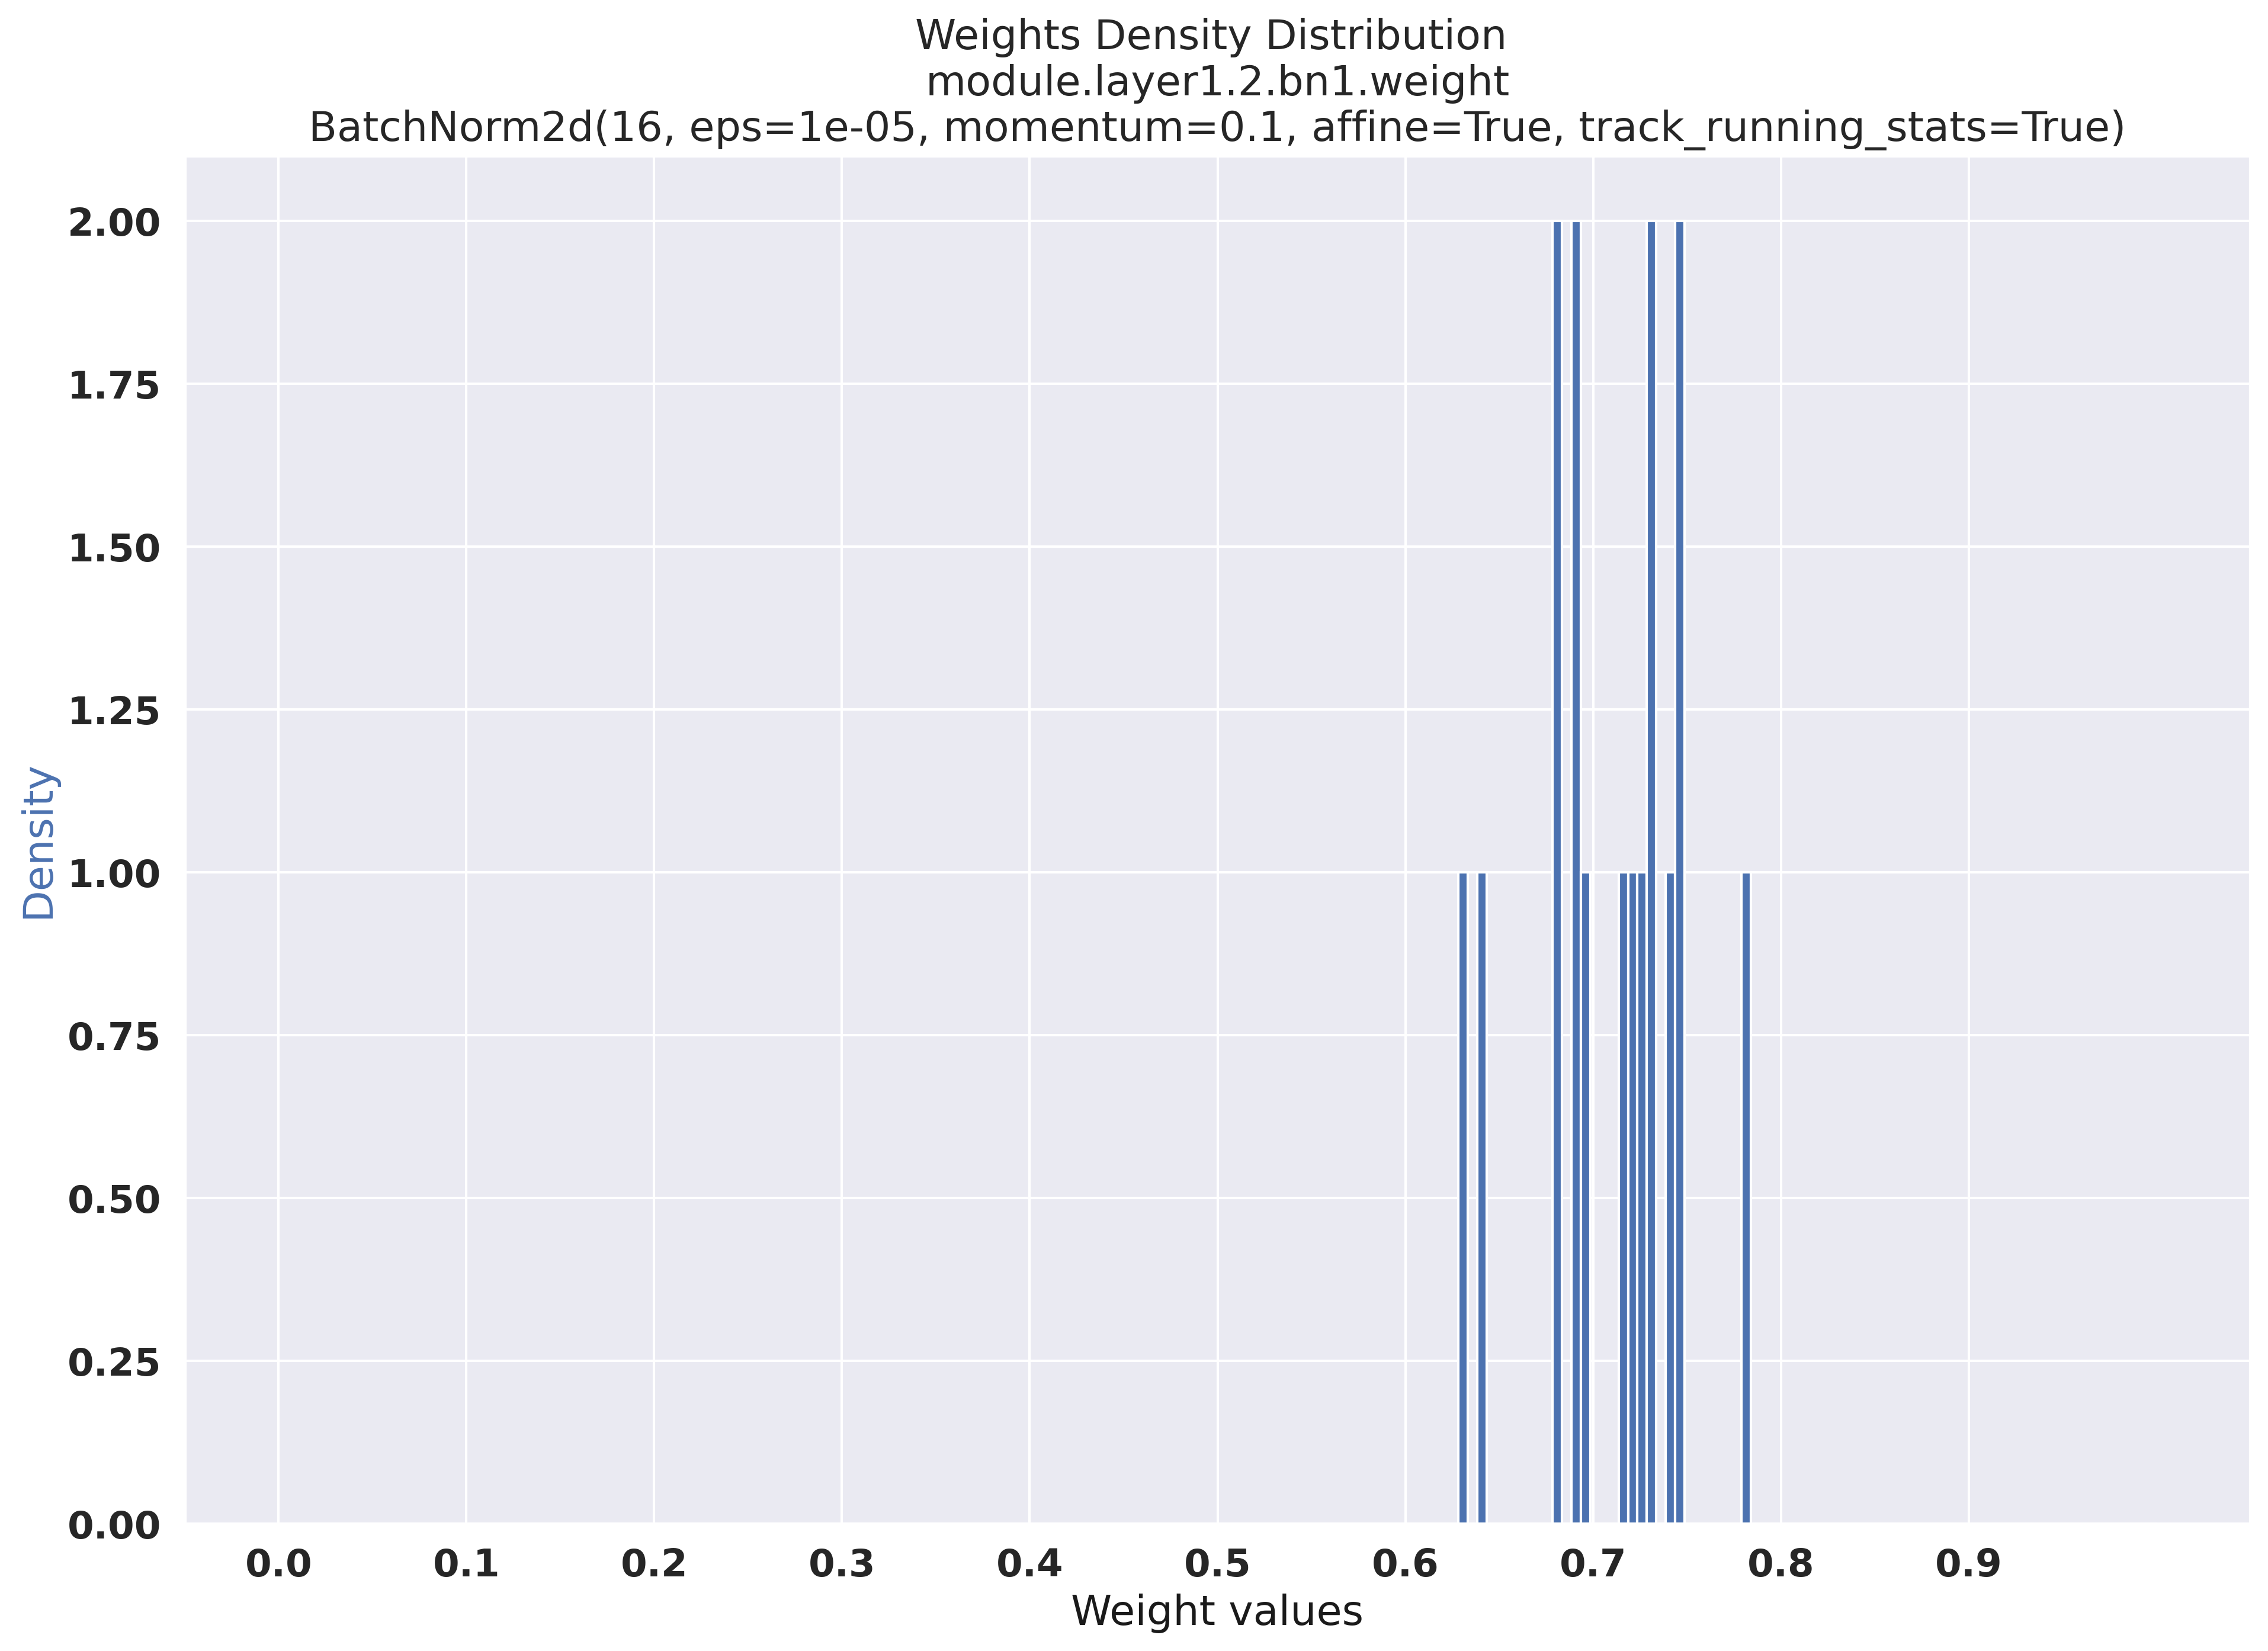 Weights Density Distribution
module.layer1.2.bn1.weight
BatchNorm2d(16, eps=1e-05, momentum=0.1, affine=True, track_running_stats=True)
2.00
1.75
1.50
1.25
1.00
0.75
0.50
0.25
0.00
Density
0.0 0.1 0.2 0.3 0.4 0.5 0.6 0.7 0.8 0.9
Weight values